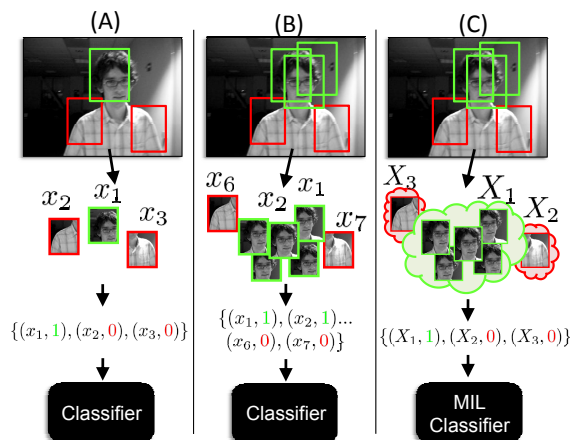 (A)
(B)
(C)
x₂
x₁
x₃
x₆
x₂
x₁
x₇
X₃
X₁
X₂
{(x₁, 1), (x₂, 0), (x₃, 0)}
{(x₁, 1), (x₂, 1)...
(x₆, 0), (x₇, 0)}
{(X₁, 1), (X₂, 0), (X₃, 0)}
Classifier
Classifier
MIL
Classifier